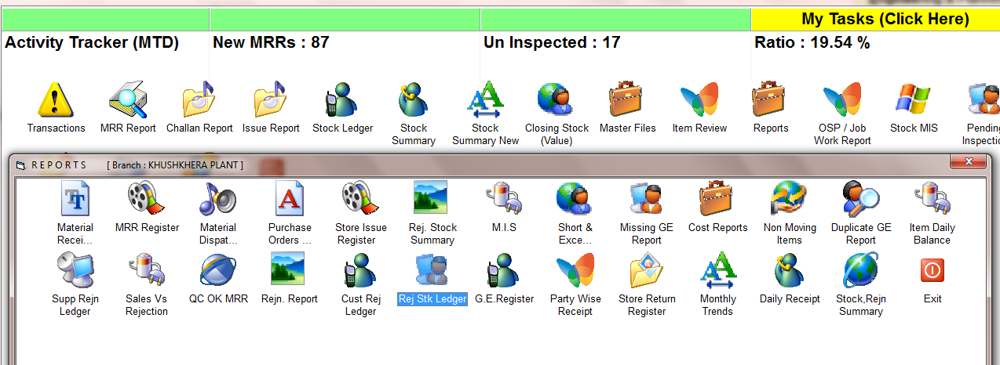 My Tasks (Click Here)
Activity Tracker (MTD) New MRRs : 87 Un Inspected : 17 Ratio : 19.54 %
Transactions MRR Report Challan Report Issue Report Stock Ledger Stock Stock Closing Stock Master Files Item Review Reports OSP / Job Stock MIS Pending
Summary Summary New (Value) Work Report Inspectio
REPORTS [ Branch : KHUSHKHERA PLANT ]
Material MRR Register Material Purchase Store Issue Rej. Stock M.I.S Short & Missing GE Cost Reports Non Moving Duplicate GE Item Daily
Recei... Dispat... Orders ... Register Summary Exce... Report Items Report Balance
Supp Rejn Sales Vs QC OK MRR Rejn. Report Cust Rej Rej Stk Ledger G.E.Register Party Wise Store Return Monthly Daily Receipt Stock,Rejn Exit
Ledger Rejection Ledger Receipt Register Trends Summary